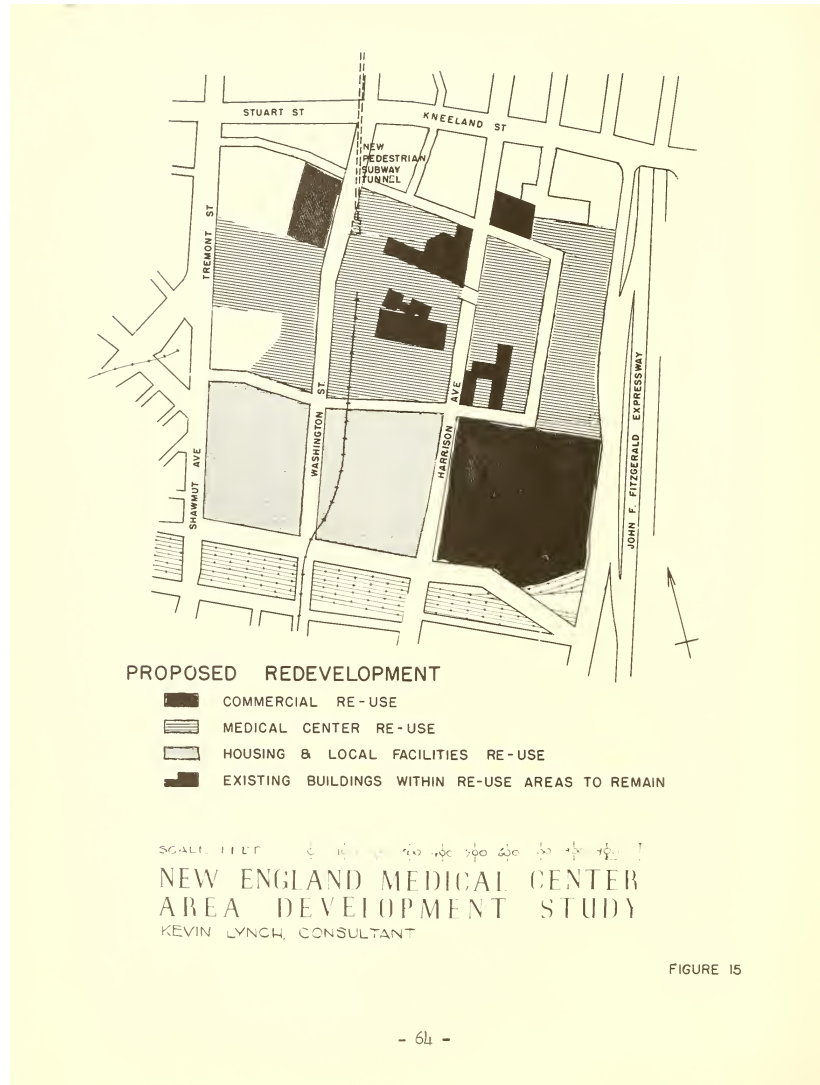 STUART ST
KNEELAND ST
NEW
PEDESTRIAN
SUBWAY
TUNNEL
TREMONT ST
WASHINGTON ST.
HARRISON AVE
SHAWMUT AVE
JOHN F. FITZGERALD EXPRESSWAY
PROPOSED REDEVELOPMENT
COMMERCIAL RE-USE
MEDICAL CENTER RE-USE
HOUSING & LOCAL FACILITIES RE-USE
EXISTING BUILDINGS WITHIN RE-USE AREAS TO REMAIN
SCALE FEET
NEW ENGLAND MEDICAL CENTER
AREA DEVELOPMENT STUDY
KEVIN LYNCH, CONSULTANT
FIGURE 15
- 64 -